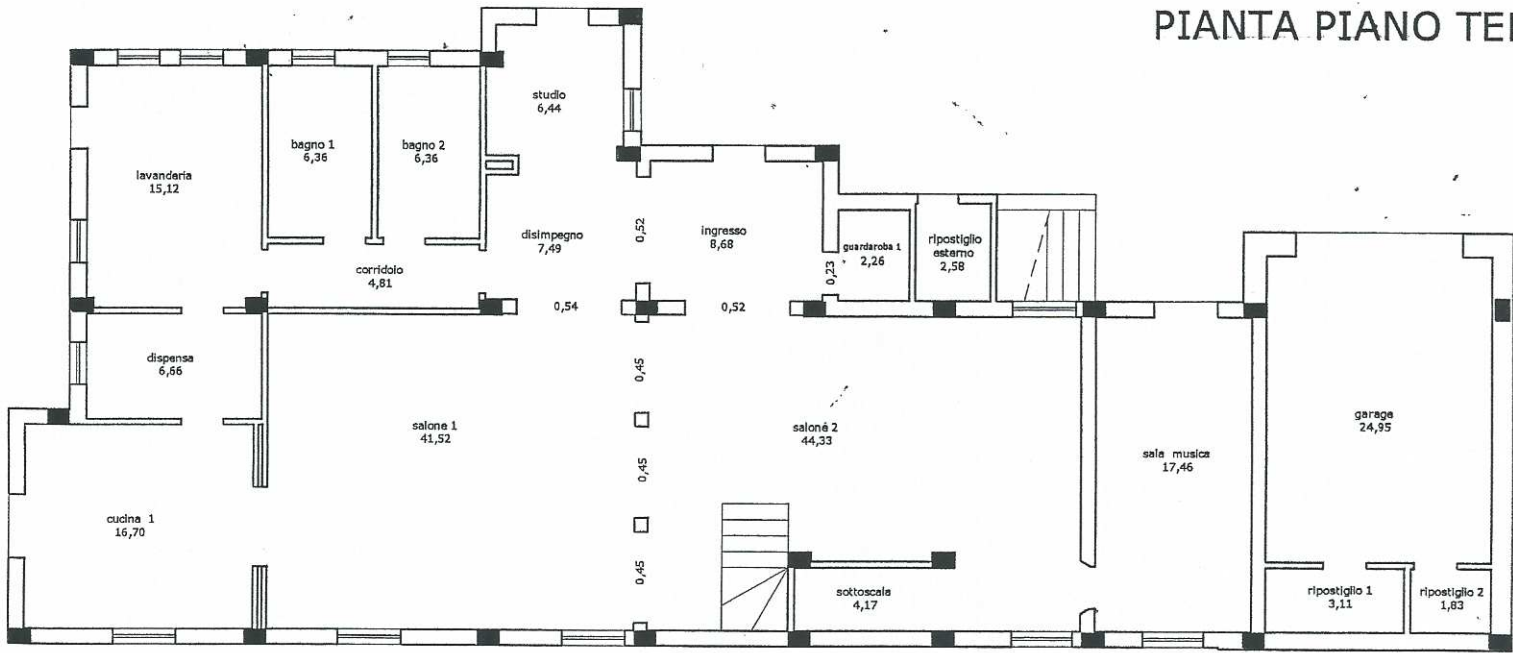 PIANTA PIANO TE
studio
6,44
bagno 1
6,36
bagno 2
6,36
lavanderia
15,12
disimpegno
7,49
0,52
ingresso
8,68
guardaroba 1
2,26
ripostiglio
esterno
2,58
0,23
corridoio
4,81
0,54
0,52
dispensa
6,66
0,45
salone 1
41,52
salone 2
44,33
garage
24,95
sala musica
17,46
0,45
cucina 1
16,70
0,45
sottoscala
4,17
ripostiglio 1
3,11
ripostiglio 2
1,83